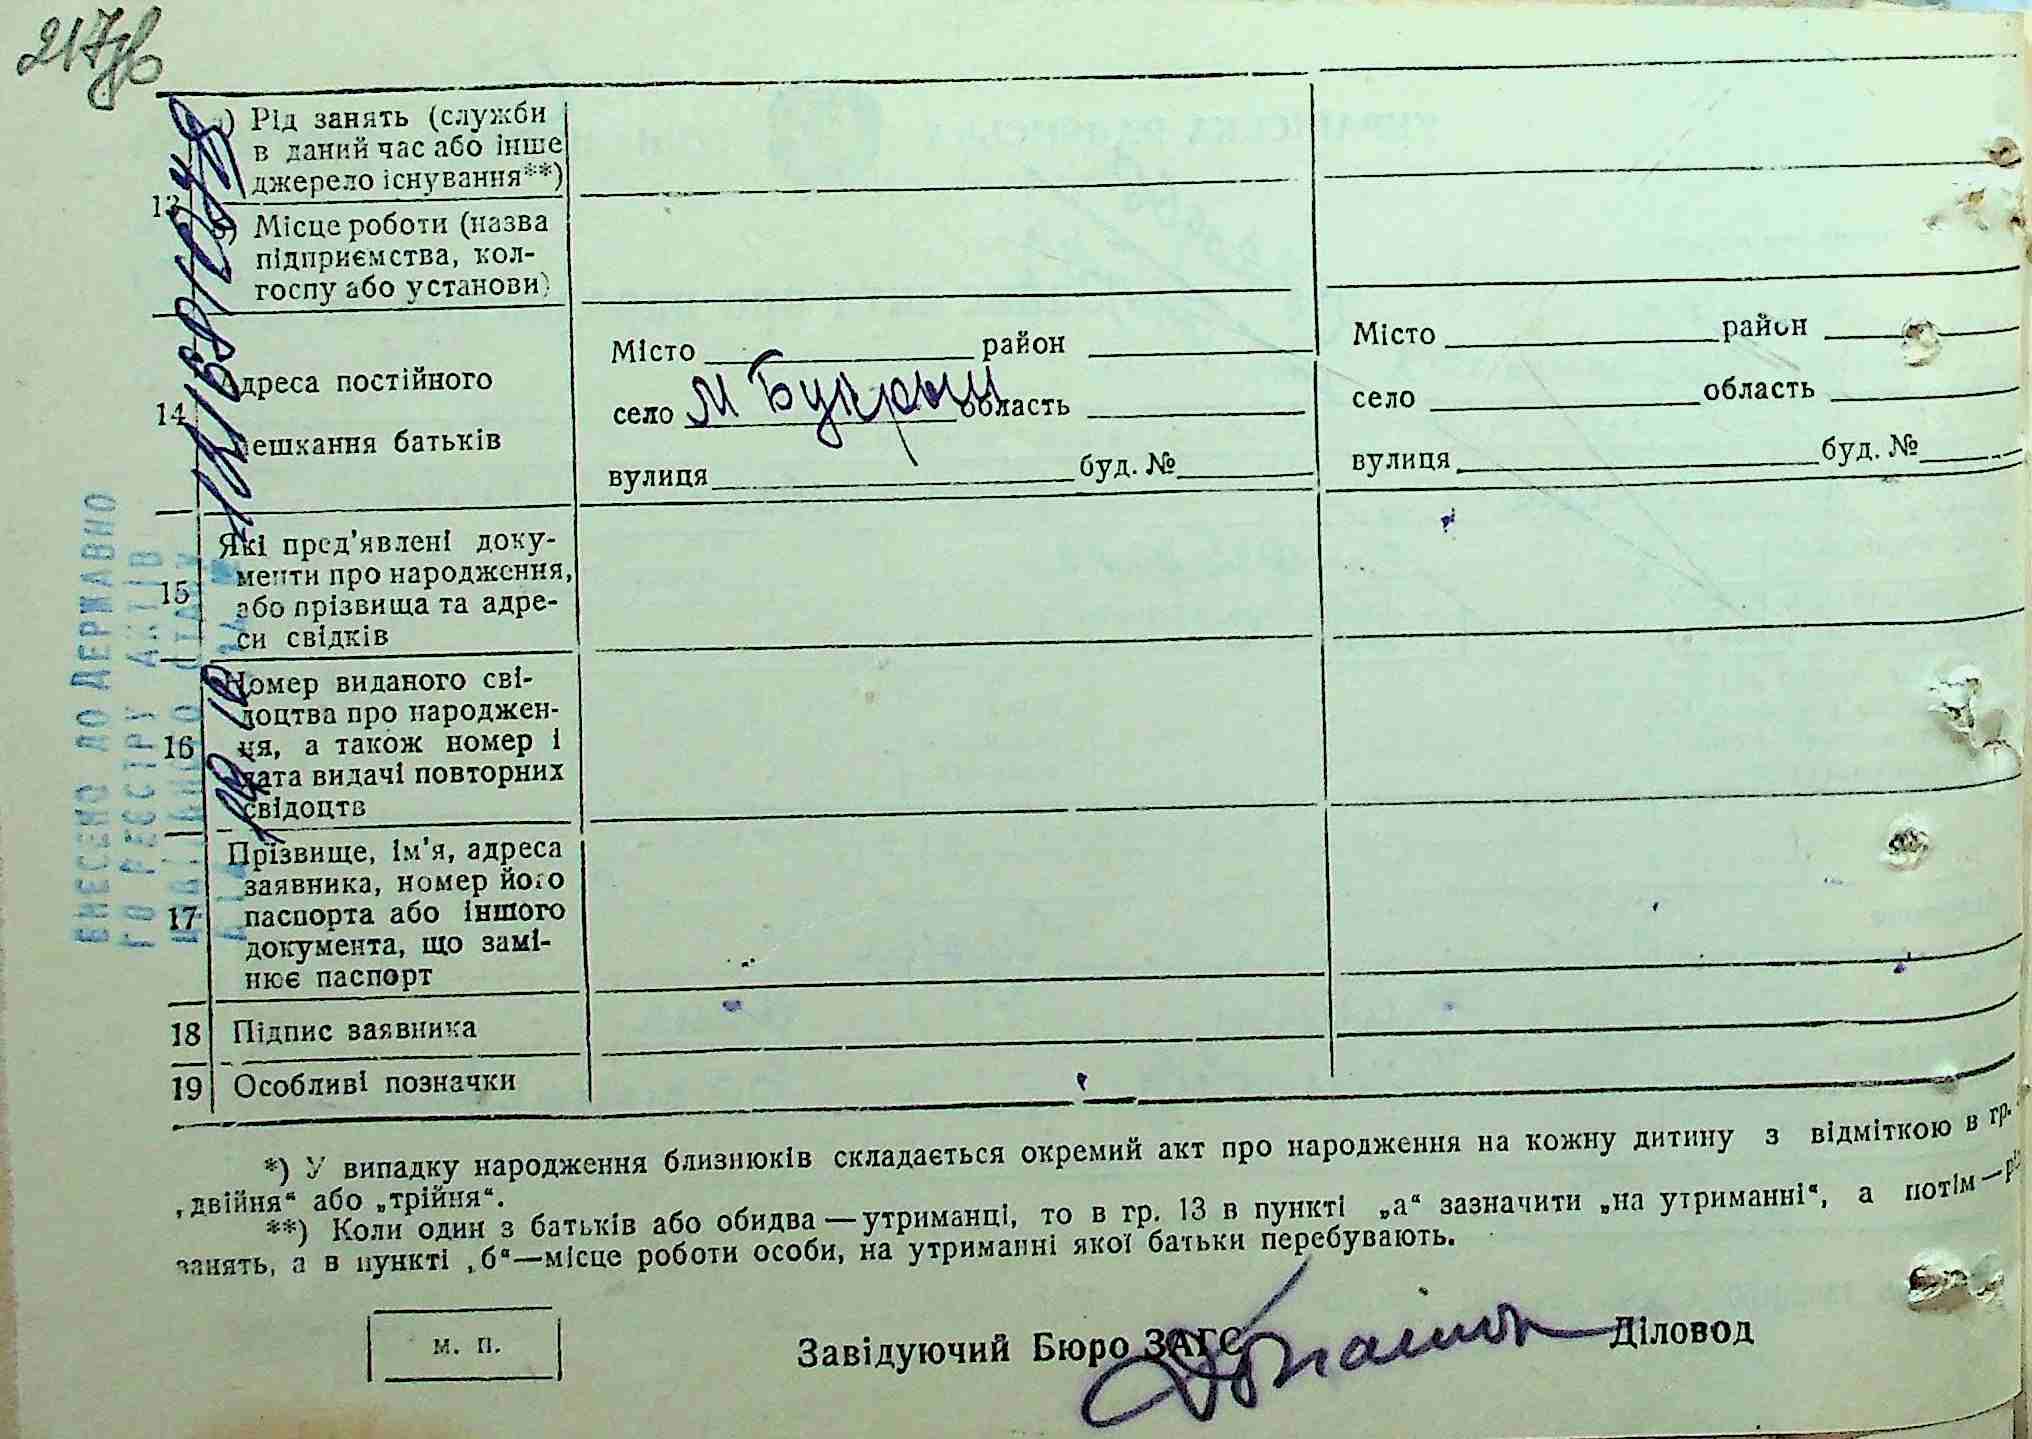 217зв
а) Рід занять (служби
в даний час або інше
джерело існування**)
13
б) Місце роботи (назва
підприємства, кол-
госпу або установи)
14
Адреса постійного
мешкання батьків
Місто район
село М Букрин область
вулиця буд. №
Місто район
село область
вулиця буд. №
15
Які пред’явлені доку-
менти про народження,
або прізвища та адре-
си свідків
16
Номер виданого сві-
доцтва про народжен-
ня, а також номер і
дата видачі повторних
свідоцтв
17
Прізвище, ім’я, адреса
заявника, номер його
паспорта або іншого
документа, що замі-
нює паспорт
18 Підпис заявника
19 Особливі позначки
ВНЕСЕНО ДО ДЕРЖАВНО
ГО РЕЄСТРУ АКТІВ
ЦИВІЛЬНОГО СТАНУ
*) У випадку народження близнюків складається окремий акт про народження на кожну дитину з відміткою в гр.
„двійня“ або „трійня“.
**) Коли один з батьків або обидва—утриманці, то в гр. 13 в пункті „а“ зазначити „на утриманні“, а потім—рід
занять, а в пункті „б“—місце роботи особи, на утриманні якої батьки перебувають.
М. П.
Завідуючий Бюро ЗАГС
Діловод